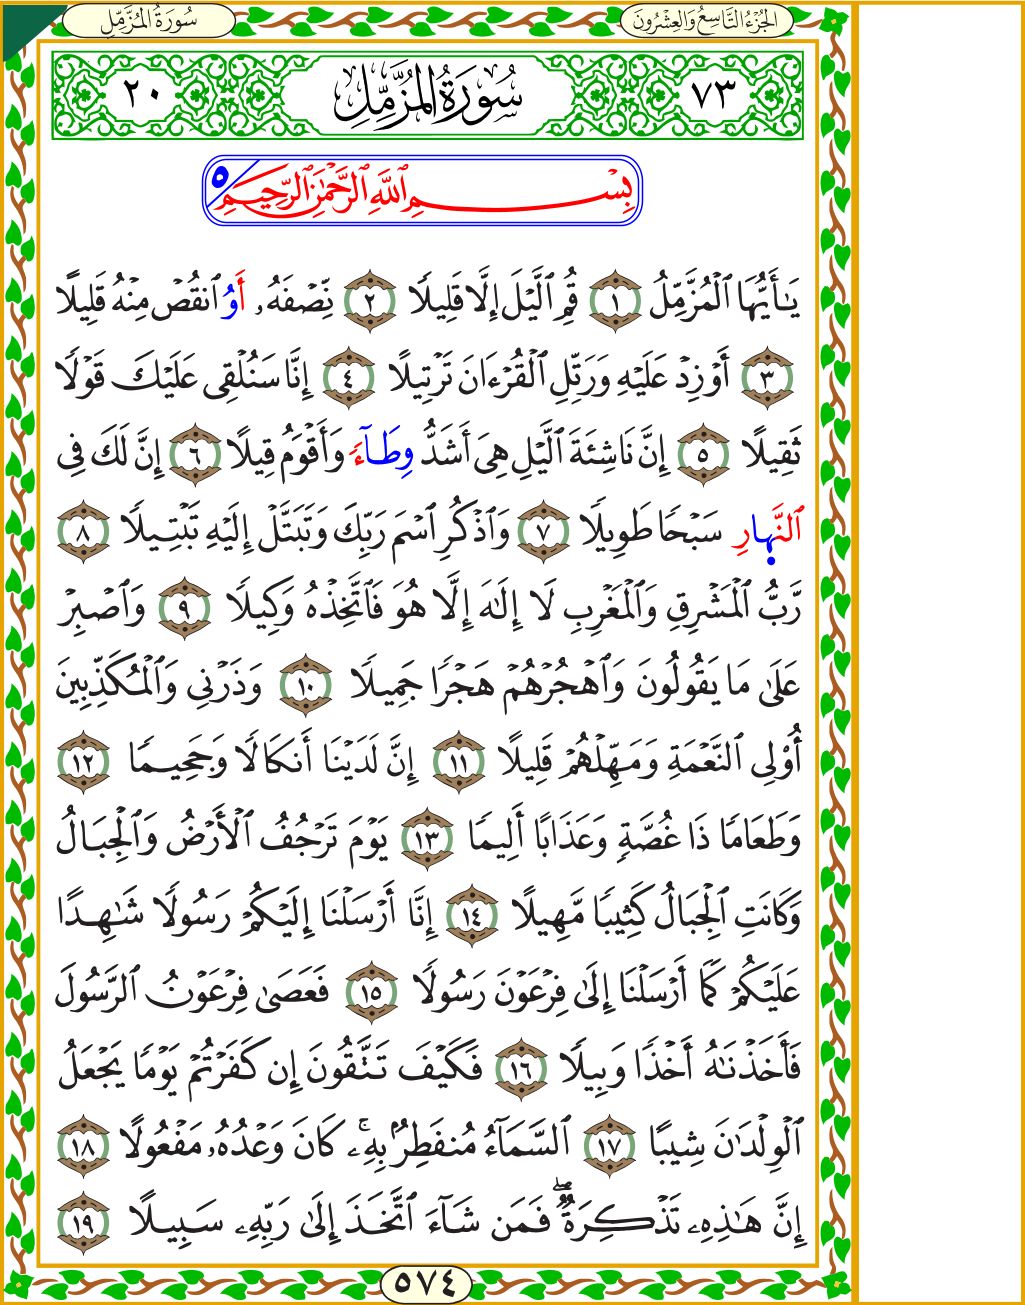 الجُزْءُ التَّاسِعُ وَالعِشْرُونَ سُورَةُ المُزَّمِّلِ
٧٣ سُورَةُ المُزَّمِّلِ ٢٠
بِسۡمِ ٱللَّهِ ٱلرَّحۡمَٰنِ ٱلرَّحِيمِ ٥
يَٰٓأَيُّهَا ٱلۡمُزَّمِّلُ ١ قُمِ ٱلَّيۡلَ إِلَّا قَلِيلٗا ٢ نِّصۡفَهُۥٓ أَوُ ٱنقُصۡ مِنۡهُ قَلِيلًا
٣ أَوۡ زِدۡ عَلَيۡهِ وَرَتِّلِ ٱلۡقُرۡءَانَ تَرۡتِيلًا ٤ إِنَّا سَنُلۡقِي عَلَيۡكَ قَوۡلٗا
ثَقِيلًا ٥ إِنَّ نَاشِئَةَ ٱلَّيۡلِ هِيَ أَشَدُّ وِطَآءٗ وَأَقۡوَمُ قِيلًا ٦ إِنَّ لَكَ فِي
ٱلنَّهارِ سَبۡحٗا طَوِيلٗا ٧ وَٱذۡكُرِ ٱسۡمَ رَبِّكَ وَتَبَتَّلۡ إِلَيۡهِ تَبۡتِيلٗا ٨
رَّبُّ ٱلۡمَشۡرِقِ وَٱلۡمَغۡرِبِ لَآ إِلَٰهَ إِلَّا هُوَ فَٱتَّخِذۡهُ وَكِيلٗا ٩ وَٱصۡبِرۡ
عَلَىٰ مَا يَقُولُونَ وَٱهۡجُرۡهُمۡ هَجۡرٗا جَمِيلٗا ١٠ وَذَرۡنِي وَٱلۡمُكَذِّبِينَ
أُوْلِي ٱلنَّعۡمَةِ وَمَهِّلۡهُمۡ قَلِيلًا ١١ إِنَّ لَدَيۡنَآ أَنكَالٗا وَجَحِيمٗا ١٢
وَطَعَامٗا ذَا غُصَّةٖ وَعَذَابًا أَلِيمٗا ١٣ يَوۡمَ تَرۡجُفُ ٱلۡأَرۡضُ وَٱلۡجِبَالُ
وَكَانَتِ ٱلۡجِبَالُ كَثِيبٗا مَّهِيلًا ١٤ إِنَّآ أَرۡسَلۡنَآ إِلَيۡكُمۡ رَسُولٗا شَٰهِدًا
عَلَيۡكُمۡ كَمَآ أَرۡسَلۡنَآ إِلَىٰ فِرۡعَوۡنَ رَسُولٗا ١٥ فَعَصَىٰ فِرۡعَوۡنُ ٱلرَّسُولَ
فَأَخَذۡنَٰهُ أَخۡذٗا وَبِيلٗا ١٦ فَكَيۡفَ تَتَّقُونَ إِن كَفَرۡتُمۡ يَوۡمٗا يَجۡعَلُ
ٱلۡوِلۡدَٰنَ شِيبًا ١٧ ٱلسَّمَآءُ مُنفَطِرُۢ بِهِۦۚ كَانَ وَعۡدُهُۥ مَفۡعُولًا ١٨
إِنَّ هَٰذِهِۦ تَذۡكِرَةٞۖ فَمَن شَآءَ ٱتَّخَذَ إِلَىٰ رَبِّهِۦ سَبِيلًا ١٩
٥٧٤